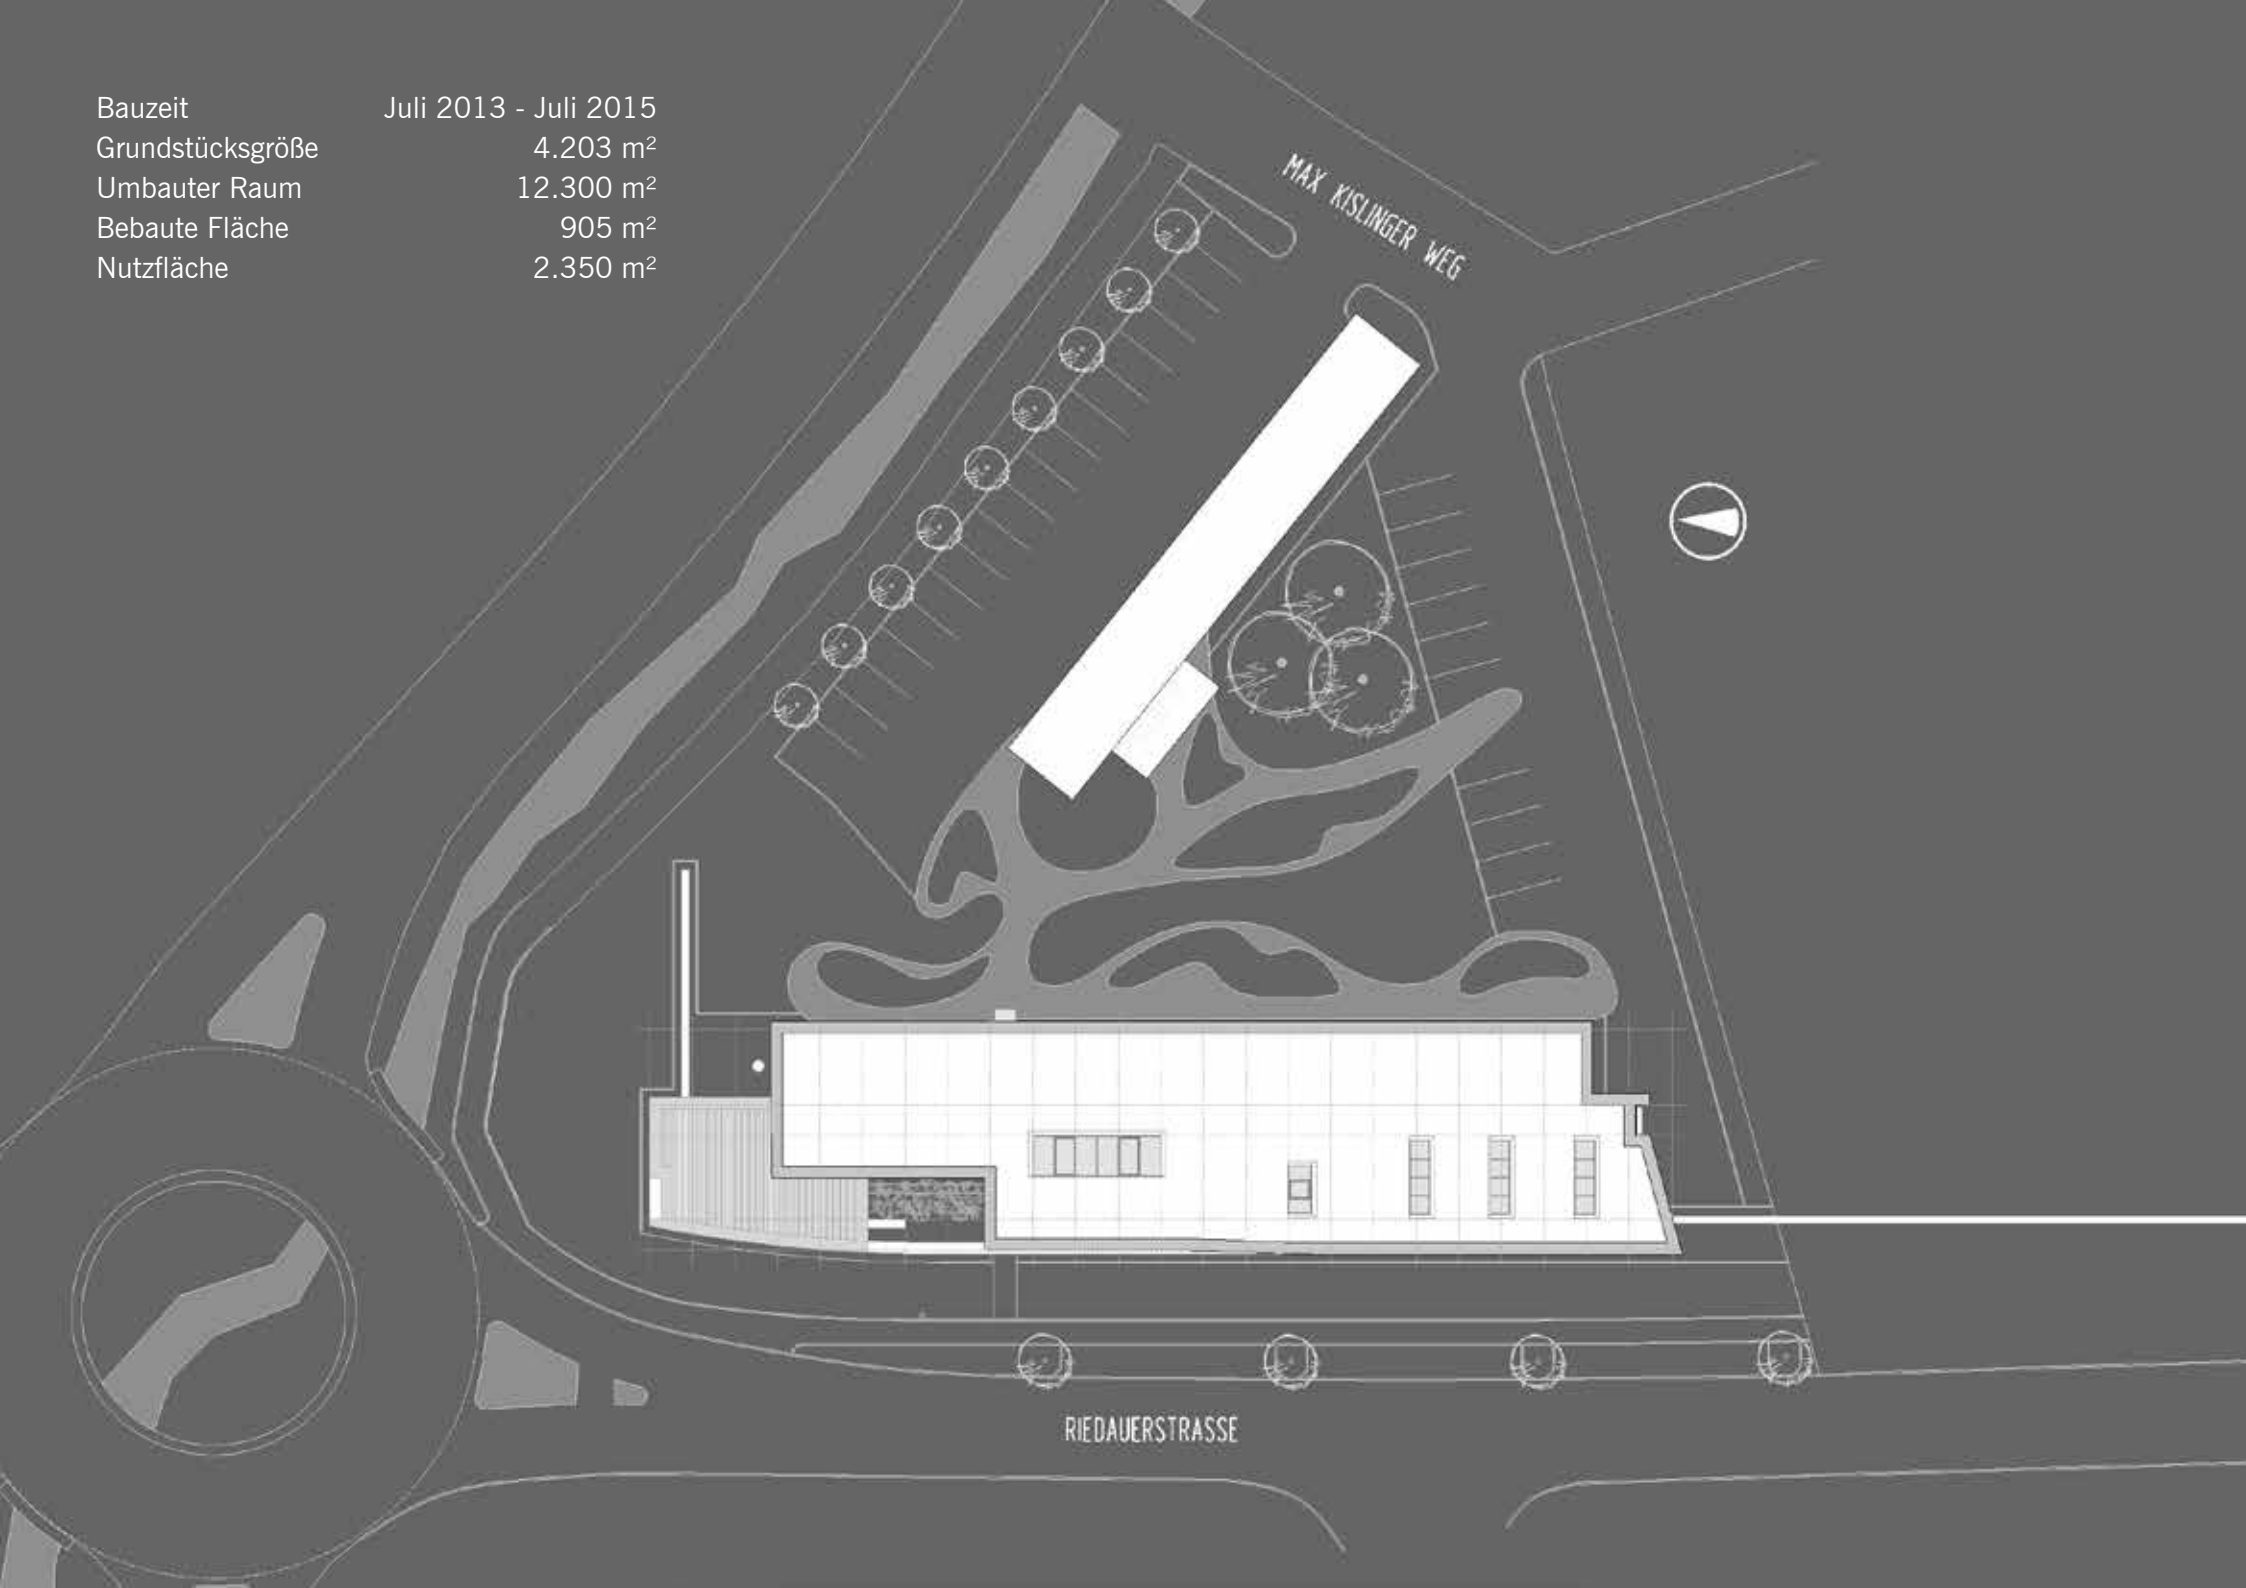 Bauzeit Juli 2013 - Juli 2015
Grundstücksgröße 4.203 m²
Umbauter Raum 12.300 m²
Bebaute Fläche 905 m²
Nutzfläche 2.350 m²
MAX KISLINGER WEG
RIEDAUERSTRASSE